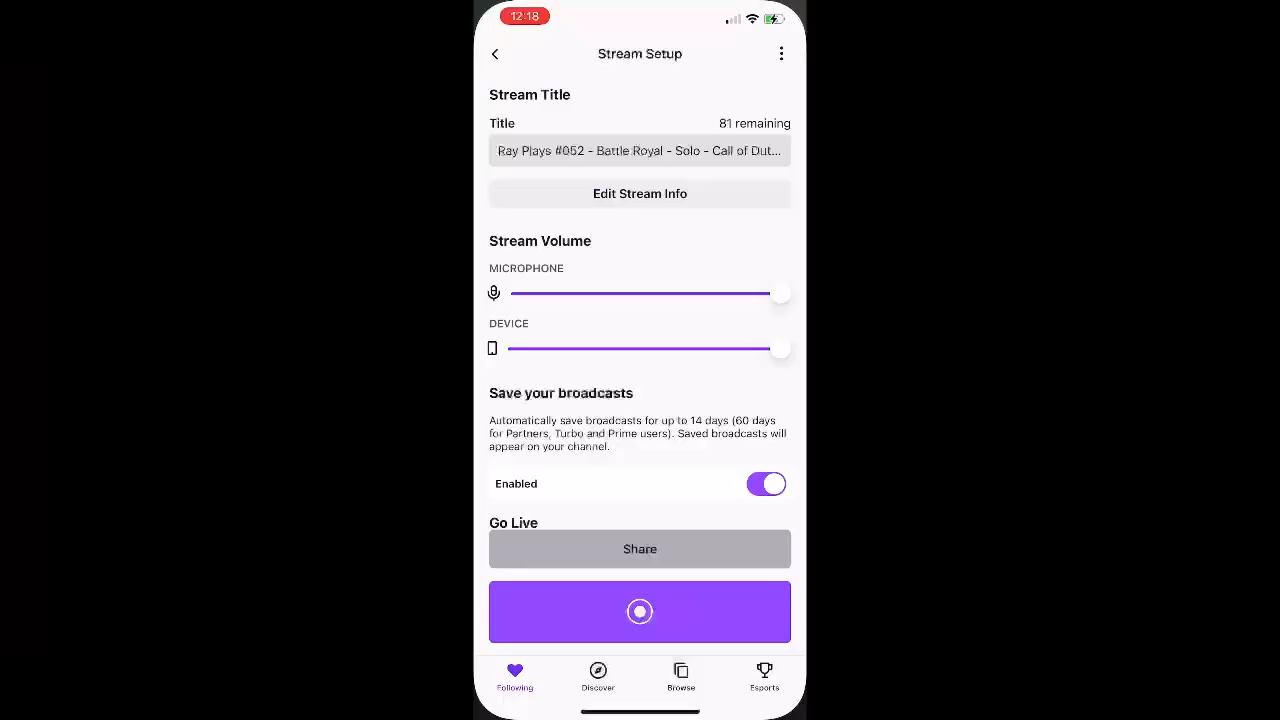 12:18
Stream Setup
Stream Title
Title 81 remaining
Ray Plays #052 - Battle Royal - Solo - Call of Dut...
Edit Stream Info
Stream Volume
MICROPHONE
DEVICE
Save your broadcasts
Automatically save broadcasts for up to 14 days (60 days
for Partners, Turbo and Prime users). Saved broadcasts will
appear on your channel.
Enabled
Go Live
Share
Following Discover Browse Esports